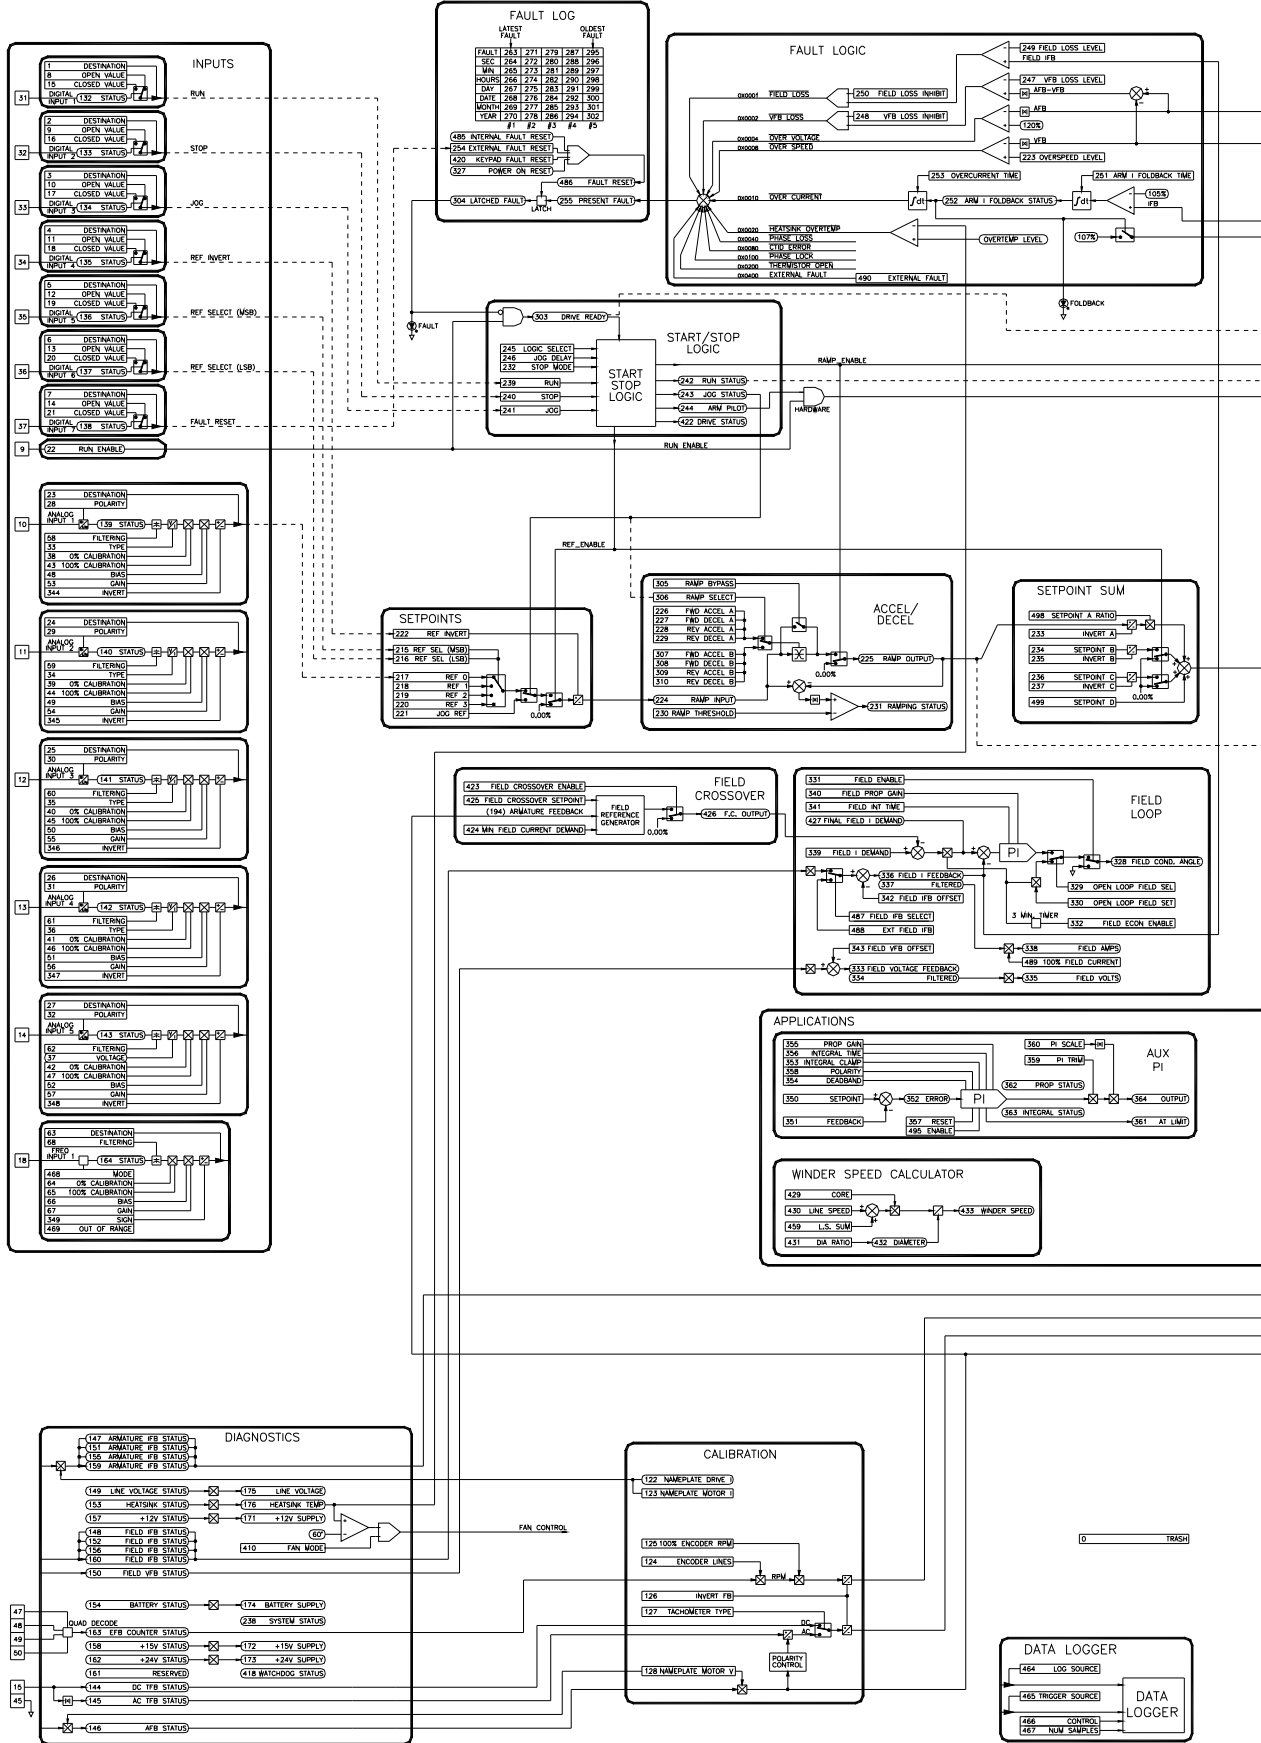 FAULT LOG
LATEST FAULT
OLDEST FAULT
FAULT 263 271 279 287 295
SEC 264 272 280 288 296
MIN 265 273 281 289 297
HOURS 266 274 282 290 298
DAY 267 275 283 291 299
DATE 268 276 284 292 300
MONTH 269 277 285 293 301
YEAR 270 278 286 294 302
#1 #2 #3 #4 #5
485 INTERNAL FAULT RESET
254 EXTERNAL FAULT RESET
420 KEYPAD FAULT RESET
327 POWER ON RESET
486 FAULT RESET
304 LATCHED FAULT
LATCH
255 PRESENT FAULT
FAULT LOGIC
249 FIELD LOSS LEVEL
FIELD IFB
0X0001 FIELD LOSS
250 FIELD LOSS INHIBIT
247 VFB LOSS LEVEL
AFB-VFB
0X0002 VFB LOSS
248 VFB LOSS INHIBIT
AFB
120%
0X0004 OVER VOLTAGE
0X0008 OVER SPEED
VFB
223 OVERSPEED LEVEL
253 OVERCURRENT TIME
251 ARM I FOLDBACK TIME
0X0010 OVER CURRENT
∫dt
252 ARM I FOLDBACK STATUS
∫dt
105%
IFB
107%
0X0020 HEATSINK OVERTEMP
OVERTEMP LEVEL
0X0040 PHASE LOSS
0X0080 CTID ERROR
0X0100 PHASE LOCK
0X0200 THERMISTOR OPEN
0X0400 EXTERNAL FAULT
490 EXTERNAL FAULT
FOLDBACK
FAULT
INPUTS
1 DESTINATION
8 OPEN VALUE
15 CLOSED VALUE
31 DIGITAL INPUT 1 132 STATUS
RUN
2 DESTINATION
9 OPEN VALUE
16 CLOSED VALUE
32 DIGITAL INPUT 2 133 STATUS
STOP
3 DESTINATION
10 OPEN VALUE
17 CLOSED VALUE
33 DIGITAL INPUT 3 134 STATUS
JOG
4 DESTINATION
11 OPEN VALUE
18 CLOSED VALUE
34 DIGITAL INPUT 4 135 STATUS
REF INVERT
5 DESTINATION
12 OPEN VALUE
19 CLOSED VALUE
35 DIGITAL INPUT 5 136 STATUS
REF SELECT (MSB)
6 DESTINATION
13 OPEN VALUE
20 CLOSED VALUE
36 DIGITAL INPUT 6 137 STATUS
REF SELECT (LSB)
7 DESTINATION
14 OPEN VALUE
21 CLOSED VALUE
37 DIGITAL INPUT 7 138 STATUS
FAULT RESET
9 22 RUN ENABLE
RUN ENABLE
START/STOP LOGIC
303 DRIVE READY
245 LOGIC SELECT
246 JOG DELAY
232 STOP MODE
239 RUN
240 STOP
241 JOG
START STOP LOGIC
RAMP_ENABLE
242 RUN STATUS
243 JOG STATUS
244 ARM PILOT
422 DRIVE STATUS
HARDWARE
23 DESTINATION
28 POLARITY
10 ANALOG INPUT 1 139 STATUS
58 FILTERING
33 TYPE
38 0% CALIBRATION
43 100% CALIBRATION
48 BIAS
53 GAIN
344 INVERT
24 DESTINATION
29 POLARITY
11 ANALOG INPUT 2 140 STATUS
59 FILTERING
34 TYPE
39 0% CALIBRATION
44 100% CALIBRATION
49 BIAS
54 GAIN
345 INVERT
25 DESTINATION
30 POLARITY
12 ANALOG INPUT 3 141 STATUS
60 FILTERING
35 TYPE
40 0% CALIBRATION
45 100% CALIBRATION
50 BIAS
55 GAIN
346 INVERT
26 DESTINATION
31 POLARITY
13 ANALOG INPUT 4 142 STATUS
61 FILTERING
36 TYPE
41 0% CALIBRATION
46 100% CALIBRATION
51 BIAS
56 GAIN
347 INVERT
27 DESTINATION
32 POLARITY
14 ANALOG INPUT 5 143 STATUS
62 FILTERING
37 VOLTAGE
42 0% CALIBRATION
47 100% CALIBRATION
52 BIAS
57 GAIN
348 INVERT
63 DESTINATION
68 FILTERING
18 FREQ INPUT 1 164 STATUS
468 MODE
64 0% CALIBRATION
65 100% CALIBRATION
66 BIAS
67 GAIN
349 SIGN
469 OUT OF RANGE
REF_ENABLE
SETPOINTS
222 REF INVERT
215 REF SEL (MSB)
216 REF SEL (LSB)
217 REF 0
218 REF 1
219 REF 2
220 REF 3
221 JOG REF
0.00%
ACCEL/DECEL
305 RAMP BYPASS
306 RAMP SELECT
226 FWD ACCEL A
227 FWD DECEL A
228 REV ACCEL A
229 REV DECEL A
307 FWD ACCEL B
308 FWD DECEL B
309 REV ACCEL B
310 REV DECEL B
224 RAMP INPUT
230 RAMP THRESHOLD
0.00%
225 RAMP OUTPUT
231 RAMPING STATUS
SETPOINT SUM
498 SETPOINT A RATIO
233 INVERT A
234 SETPOINT B
235 INVERT B
236 SETPOINT C
237 INVERT C
0.00%
499 SETPOINT D
FIELD CROSSOVER
423 FIELD CROSSOVER ENABLE
425 FIELD CROSSOVER SETPOINT
(194) ARMATURE FEEDBACK
424 MIN FIELD CURRENT DEMAND
FIELD REFERENCE GENERATOR
0.00%
426 F.C. OUTPUT
FIELD LOOP
331 FIELD ENABLE
340 FIELD PROP GAIN
341 FIELD INT TIME
427 FINAL FIELD I DEMAND
339 FIELD I DEMAND
PI
328 FIELD COND. ANGLE
336 FIELD I FEEDBACK
337 FILTERED
342 FIELD IFB OFFSET
329 OPEN LOOP FIELD SEL
330 OPEN LOOP FIELD SET
487 FIELD IFB SELECT
488 EXT FIELD IFB
3 MIN. TIMER
332 FIELD ECON ENABLE
343 FIELD VFB OFFSET
338 FIELD AMPS
489 100% FIELD CURRENT
333 FIELD VOLTAGE FEEDBACK
334 FILTERED
335 FIELD VOLTS
APPLICATIONS
AUX PI
355 PROP GAIN
356 INTEGRAL TIME
353 INTEGRAL CLAMP
358 POLARITY
354 DEADBAND
360 PI SCALE
359 PI TRIM
350 SETPOINT
352 ERROR
PI
362 PROP STATUS
364 OUTPUT
363 INTEGRAL STATUS
351 FEEDBACK
357 RESET
495 ENABLE
361 AT LIMIT
WINDER SPEED CALCULATOR
429 CORE
430 LINE SPEED
433 WINDER SPEED
459 L.S. SUM
431 DIA RATIO
432 DIAMETER
DIAGNOSTICS
147 ARMATURE IFB STATUS
151 ARMATURE IFB STATUS
155 ARMATURE IFB STATUS
159 ARMATURE IFB STATUS
149 LINE VOLTAGE STATUS
175 LINE VOLTAGE
153 HEATSINK STATUS
176 HEATSINK TEMP
157 +12V STATUS
171 +12V SUPPLY
148 FIELD IFB STATUS
152 FIELD IFB STATUS
156 FIELD IFB STATUS
160 FIELD IFB STATUS
60°
410 FAN MODE
FAN CONTROL
150 FIELD VFB STATUS
154 BATTERY STATUS
174 BATTERY SUPPLY
238 SYSTEM STATUS
47
48
49
50
QUAD DECODE
163 EFB COUNTER STATUS
158 +15V STATUS
172 +15V SUPPLY
162 +24V STATUS
173 +24V SUPPLY
161 RESERVED
418 WATCHDOG STATUS
15
144 DC TFB STATUS
45
145 AC TFB STATUS
146 AFB STATUS
CALIBRATION
122 NAMEPLATE DRIVE I
123 NAMEPLATE MOTOR I
125 100% ENCODER RPM
124 ENCODER LINES
RPM
126 INVERT FB
127 TACHOMETER TYPE
DC
AC
POLARITY CONTROL
128 NAMEPLATE MOTOR V
0 TRASH
DATA LOGGER
464 LOG SOURCE
465 TRIGGER SOURCE
466 CONTROL
467 NUM SAMPLES
DATA LOGGER